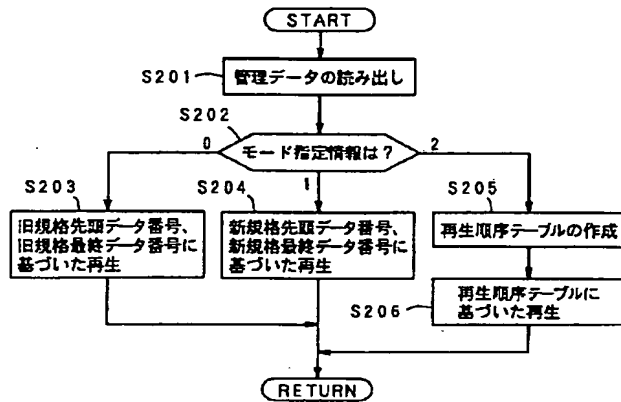 START
S201
管理データの読み出し
S202
モード指定情報は?
0
1
2
S203
旧規格先頭データ番号、
旧規格最終データ番号に
基づいた再生
S204
新規格先頭データ番号、
新規格最終データ番号に
基づいた再生
S205
再生順序テーブルの作成
S206
再生順序テーブルに
基づいた再生
RETURN